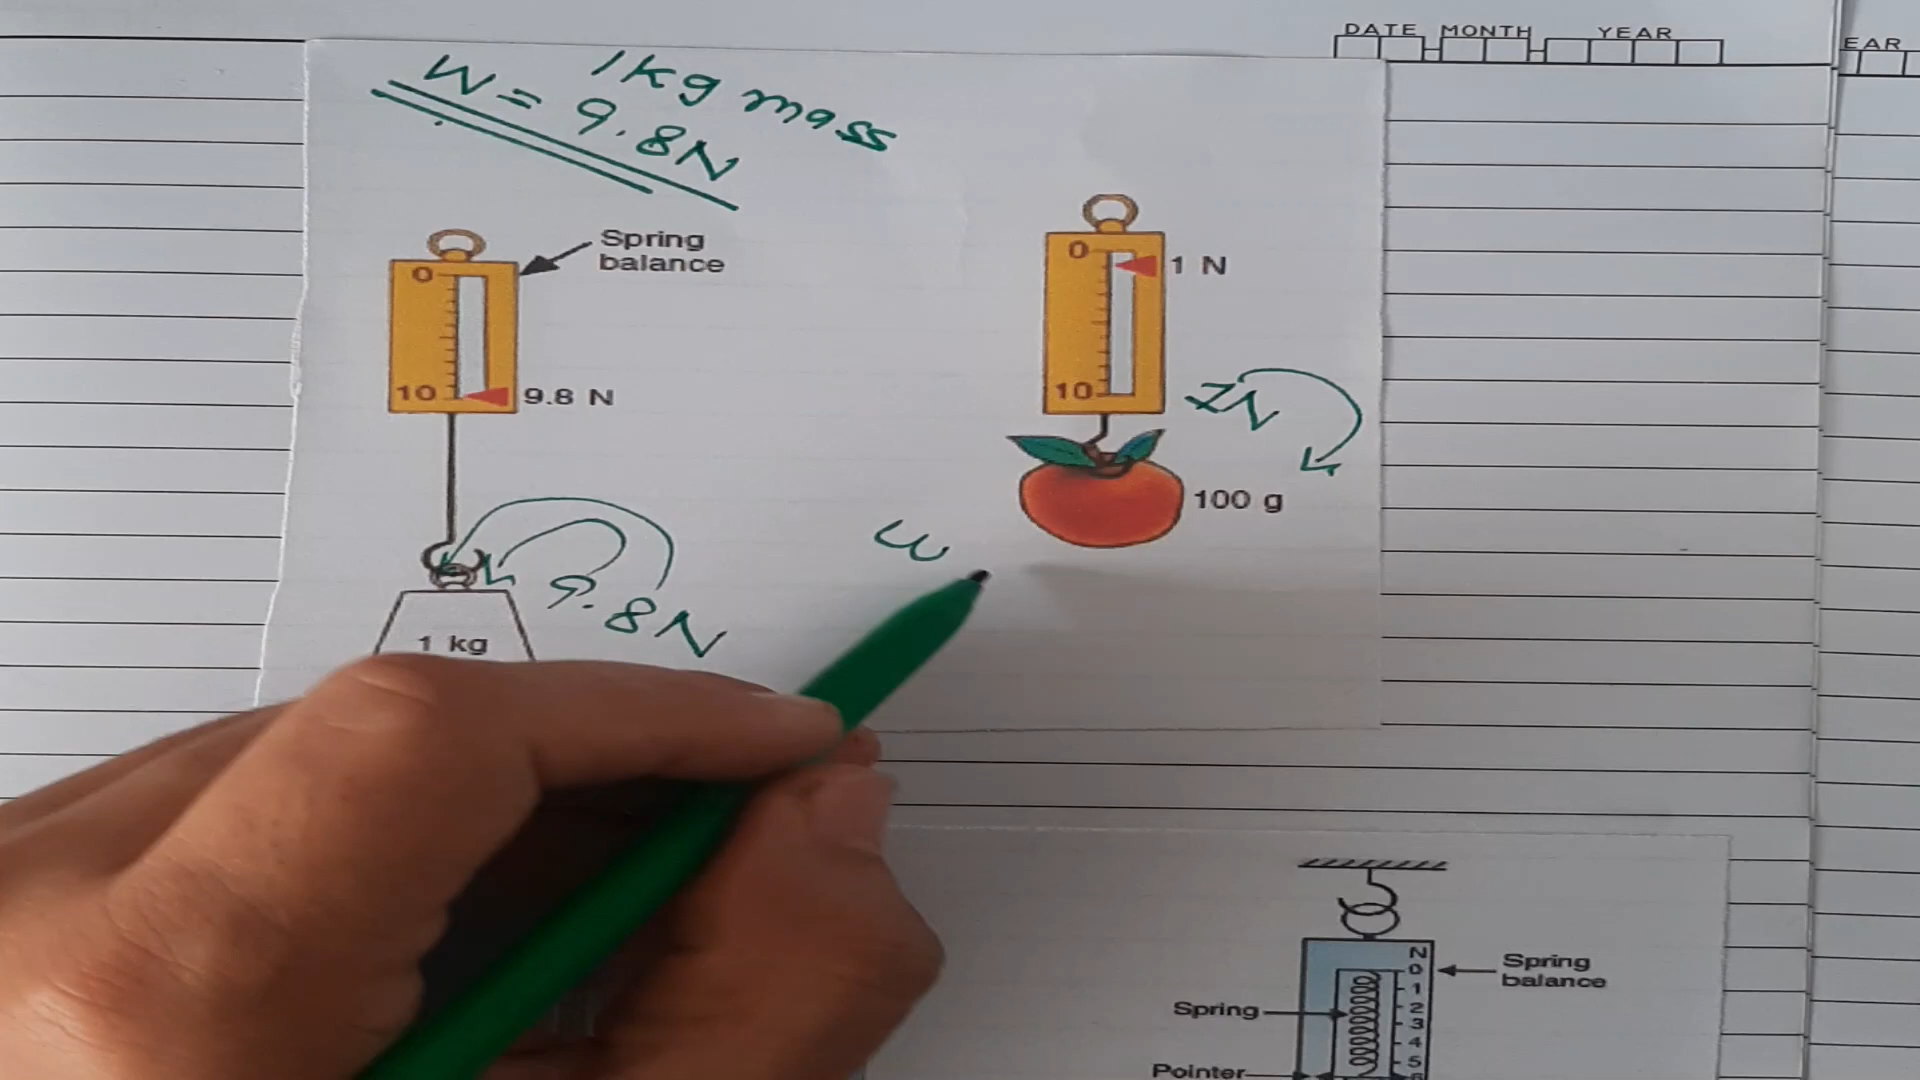 DATE MONTH YEAR
EAR
1kg mass
W = 9.8N
Spring
balance
0
10
9.8 N
0
1 N
10
1N
100 g
W
9.8N
1 kg
N
0
1
2
3
4
5
Spring
balance
Spring
Pointer